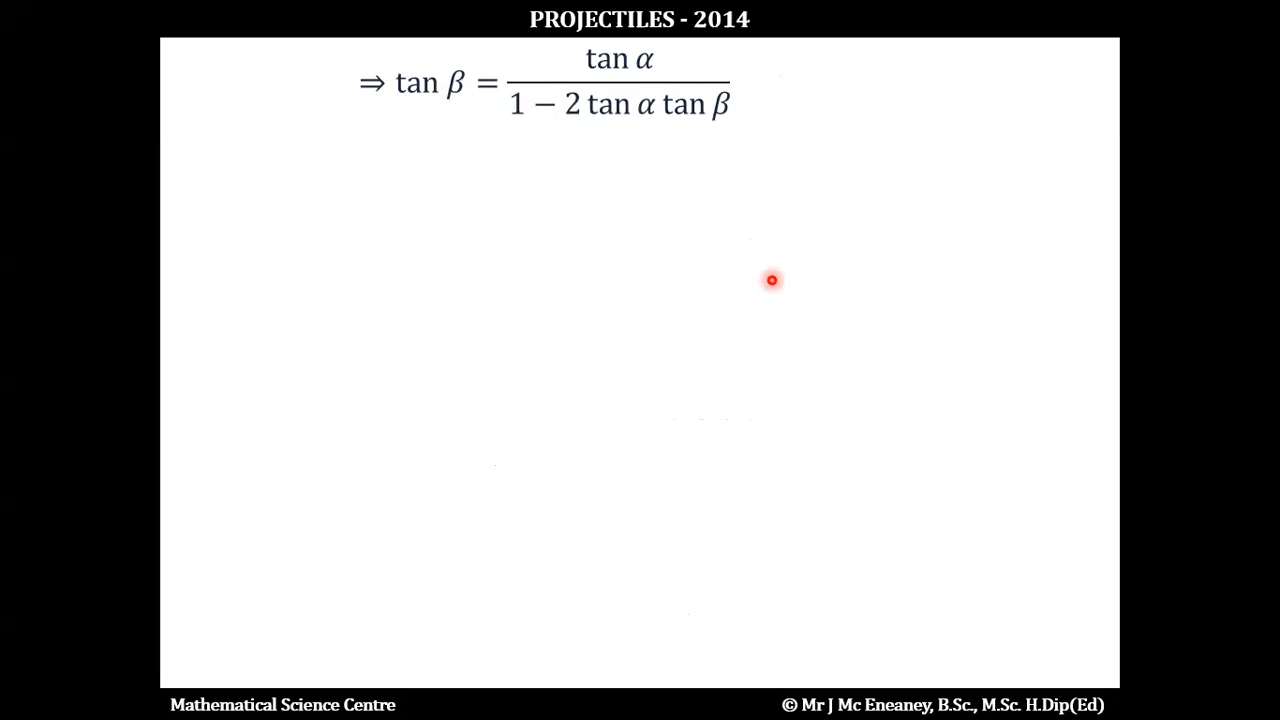 PROJECTILES - 2014
⇒ tan β = tan α / (1 − 2 tan α tan β)
Mathematical Science Centre
© Mr J Mc Eneaney, B.Sc., M.Sc. H.Dip(Ed)